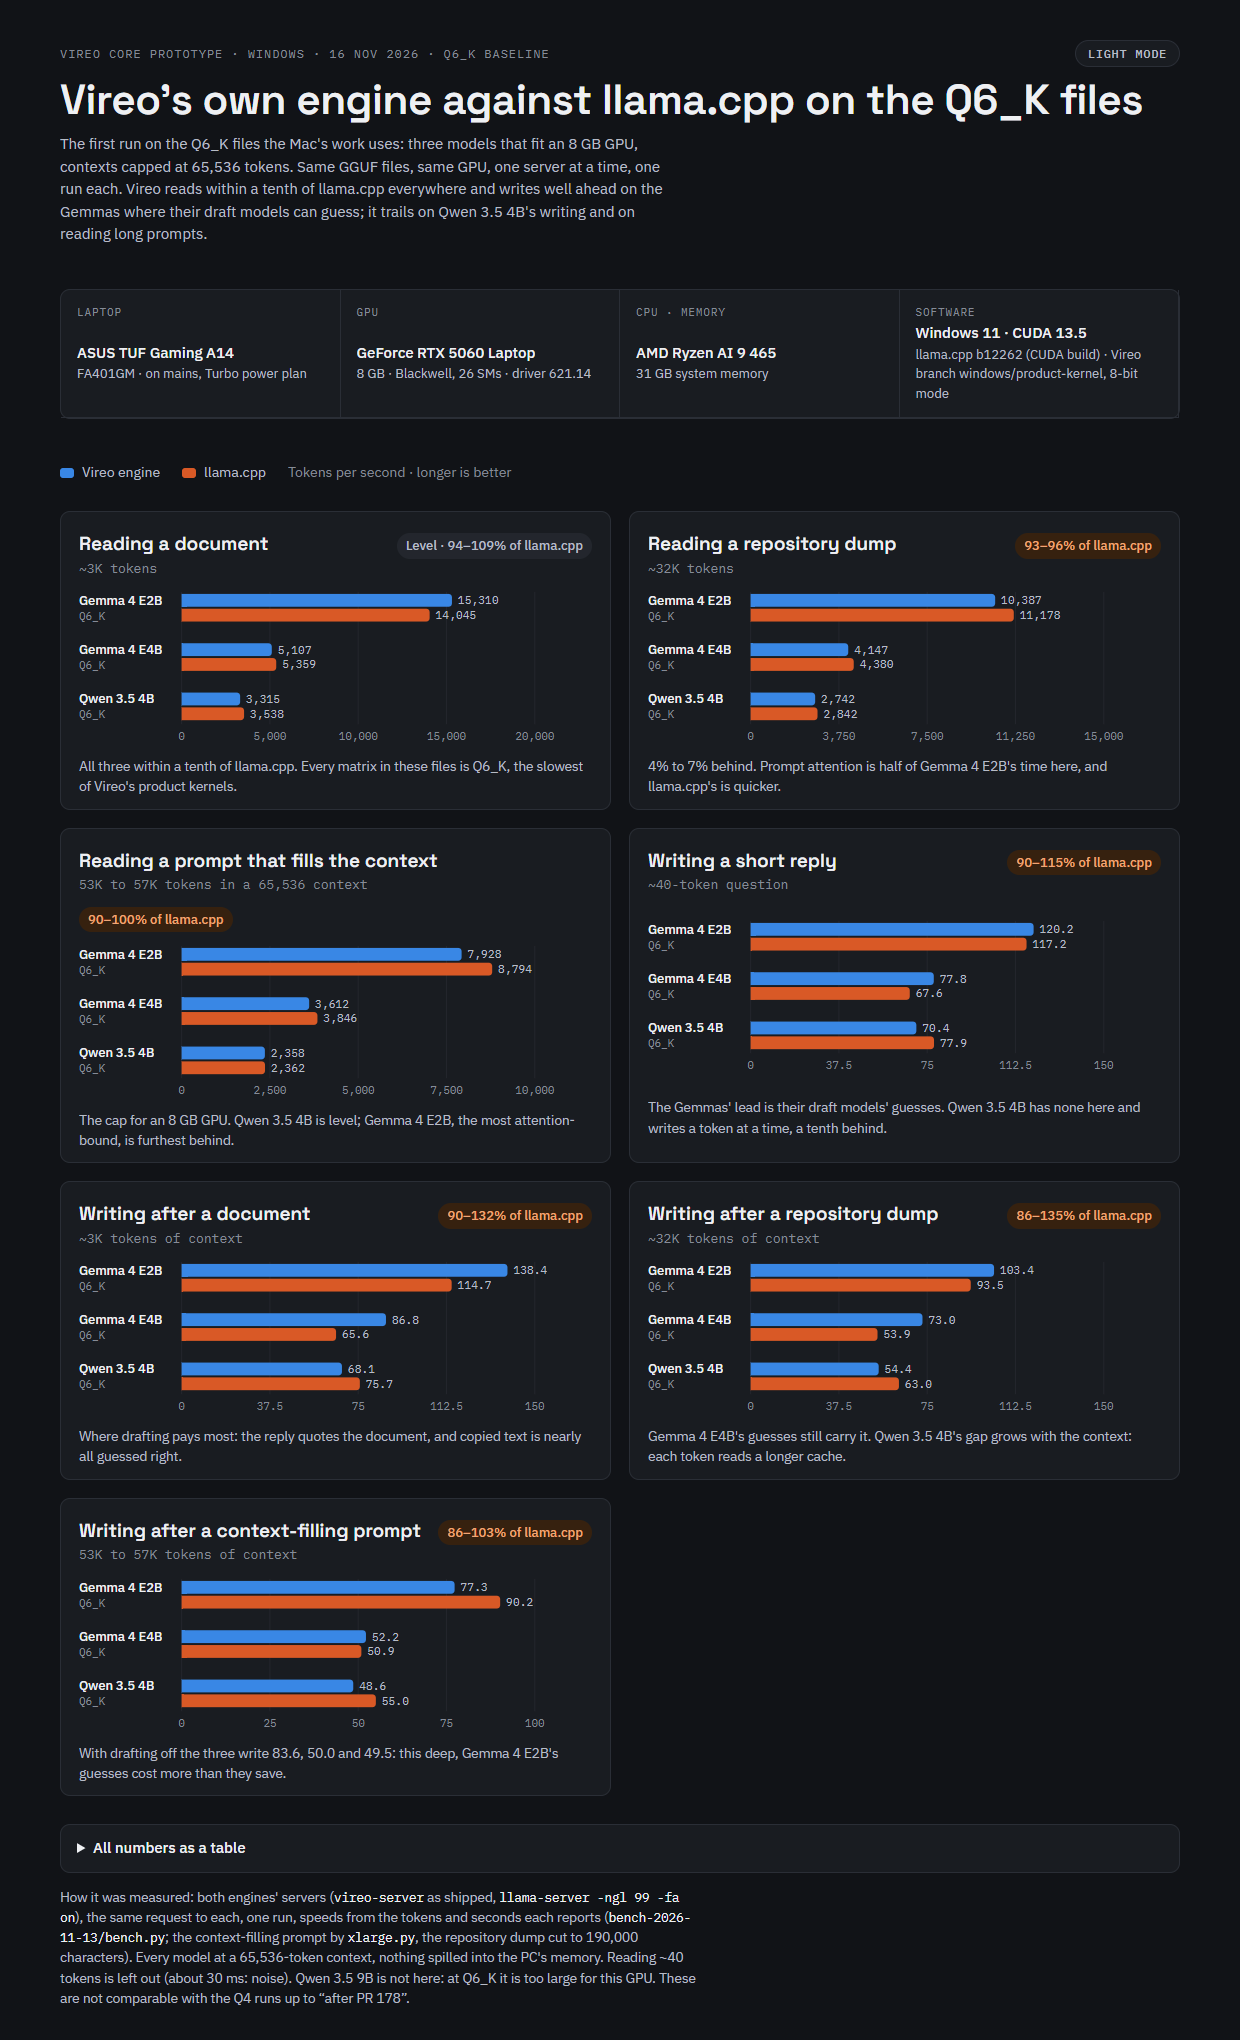 VIREO CORE PROTOTYPE · WINDOWS · 16 NOV 2026 · Q6_K BASELINE
LIGHT MODE
Vireo's own engine against llama.cpp on the Q6_K files
The first run on the Q6_K files the Mac's work uses: three models that fit an 8 GB GPU,
contexts capped at 65,536 tokens. Same GGUF files, same GPU, one server at a time, one
run each. Vireo reads within a tenth of llama.cpp everywhere and writes well ahead on the
Gemmas where their draft models can guess; it trails on Qwen 3.5 4B's writing and on
reading long prompts.
LAPTOP
ASUS TUF Gaming A14
FA401GM · on mains, Turbo power plan
GPU
GeForce RTX 5060 Laptop
8 GB · Blackwell, 26 SMs · driver 621.14
CPU · MEMORY
AMD Ryzen AI 9 465
31 GB system memory
SOFTWARE
Windows 11 · CUDA 13.5
llama.cpp b12262 (CUDA build) · Vireo
branch windows/product-kernel, 8-bit
mode
Vireo engine llama.cpp Tokens per second · longer is better
Reading a document
Level · 94–109% of llama.cpp
~3K tokens
Gemma 4 E2B 15,310
Q6_K 14,045
Gemma 4 E4B 5,107
Q6_K 5,359
Qwen 3.5 4B 3,315
Q6_K 3,538
0 5,000 10,000 15,000 20,000
All three within a tenth of llama.cpp. Every matrix in these files is Q6_K, the slowest
of Vireo's product kernels.
Reading a repository dump
93–96% of llama.cpp
~32K tokens
Gemma 4 E2B 10,387
Q6_K 11,178
Gemma 4 E4B 4,147
Q6_K 4,380
Qwen 3.5 4B 2,742
Q6_K 2,842
0 3,750 7,500 11,250 15,000
4% to 7% behind. Prompt attention is half of Gemma 4 E2B's time here, and
llama.cpp's is quicker.
Reading a prompt that fills the context
53K to 57K tokens in a 65,536 context
90–100% of llama.cpp
Gemma 4 E2B 7,928
Q6_K 8,794
Gemma 4 E4B 3,612
Q6_K 3,846
Qwen 3.5 4B 2,358
Q6_K 2,362
0 2,500 5,000 7,500 10,000
The cap for an 8 GB GPU. Qwen 3.5 4B is level; Gemma 4 E2B, the most attention-
bound, is furthest behind.
Writing a short reply
90–115% of llama.cpp
~40-token question
Gemma 4 E2B 120.2
Q6_K 117.2
Gemma 4 E4B 77.8
Q6_K 67.6
Qwen 3.5 4B 70.4
Q6_K 77.9
0 37.5 75 112.5 150
The Gemmas' lead is their draft models' guesses. Qwen 3.5 4B has none here and
writes a token at a time, a tenth behind.
Writing after a document
90–132% of llama.cpp
~3K tokens of context
Gemma 4 E2B 138.4
Q6_K 114.7
Gemma 4 E4B 86.8
Q6_K 65.6
Qwen 3.5 4B 68.1
Q6_K 75.7
0 37.5 75 112.5 150
Where drafting pays most: the reply quotes the document, and copied text is nearly
all guessed right.
Writing after a repository dump
86–135% of llama.cpp
~32K tokens of context
Gemma 4 E2B 103.4
Q6_K 93.5
Gemma 4 E4B 73.0
Q6_K 53.9
Qwen 3.5 4B 54.4
Q6_K 63.0
0 37.5 75 112.5 150
Gemma 4 E4B's guesses still carry it. Qwen 3.5 4B's gap grows with the context:
each token reads a longer cache.
Writing after a context-filling prompt
86–103% of llama.cpp
53K to 57K tokens of context
Gemma 4 E2B 77.3
Q6_K 90.2
Gemma 4 E4B 52.2
Q6_K 50.9
Qwen 3.5 4B 48.6
Q6_K 55.0
0 25 50 75 100
With drafting off the three write 83.6, 50.0 and 49.5: this deep, Gemma 4 E2B's
guesses cost more than they save.
▶ All numbers as a table
How it was measured: both engines' servers (vireo-server as shipped, llama-server -ngl 99 -fa
on), the same request to each, one run, speeds from the tokens and seconds each reports (bench-2026-
11-13/bench.py; the context-filling prompt by xlarge.py, the repository dump cut to 190,000
characters). Every model at a 65,536-token context, nothing spilled into the PC's memory. Reading ~40
tokens is left out (about 30 ms: noise). Qwen 3.5 9B is not here: at Q6_K it is too large for this GPU. These
are not comparable with the Q4 runs up to “after PR 178”.